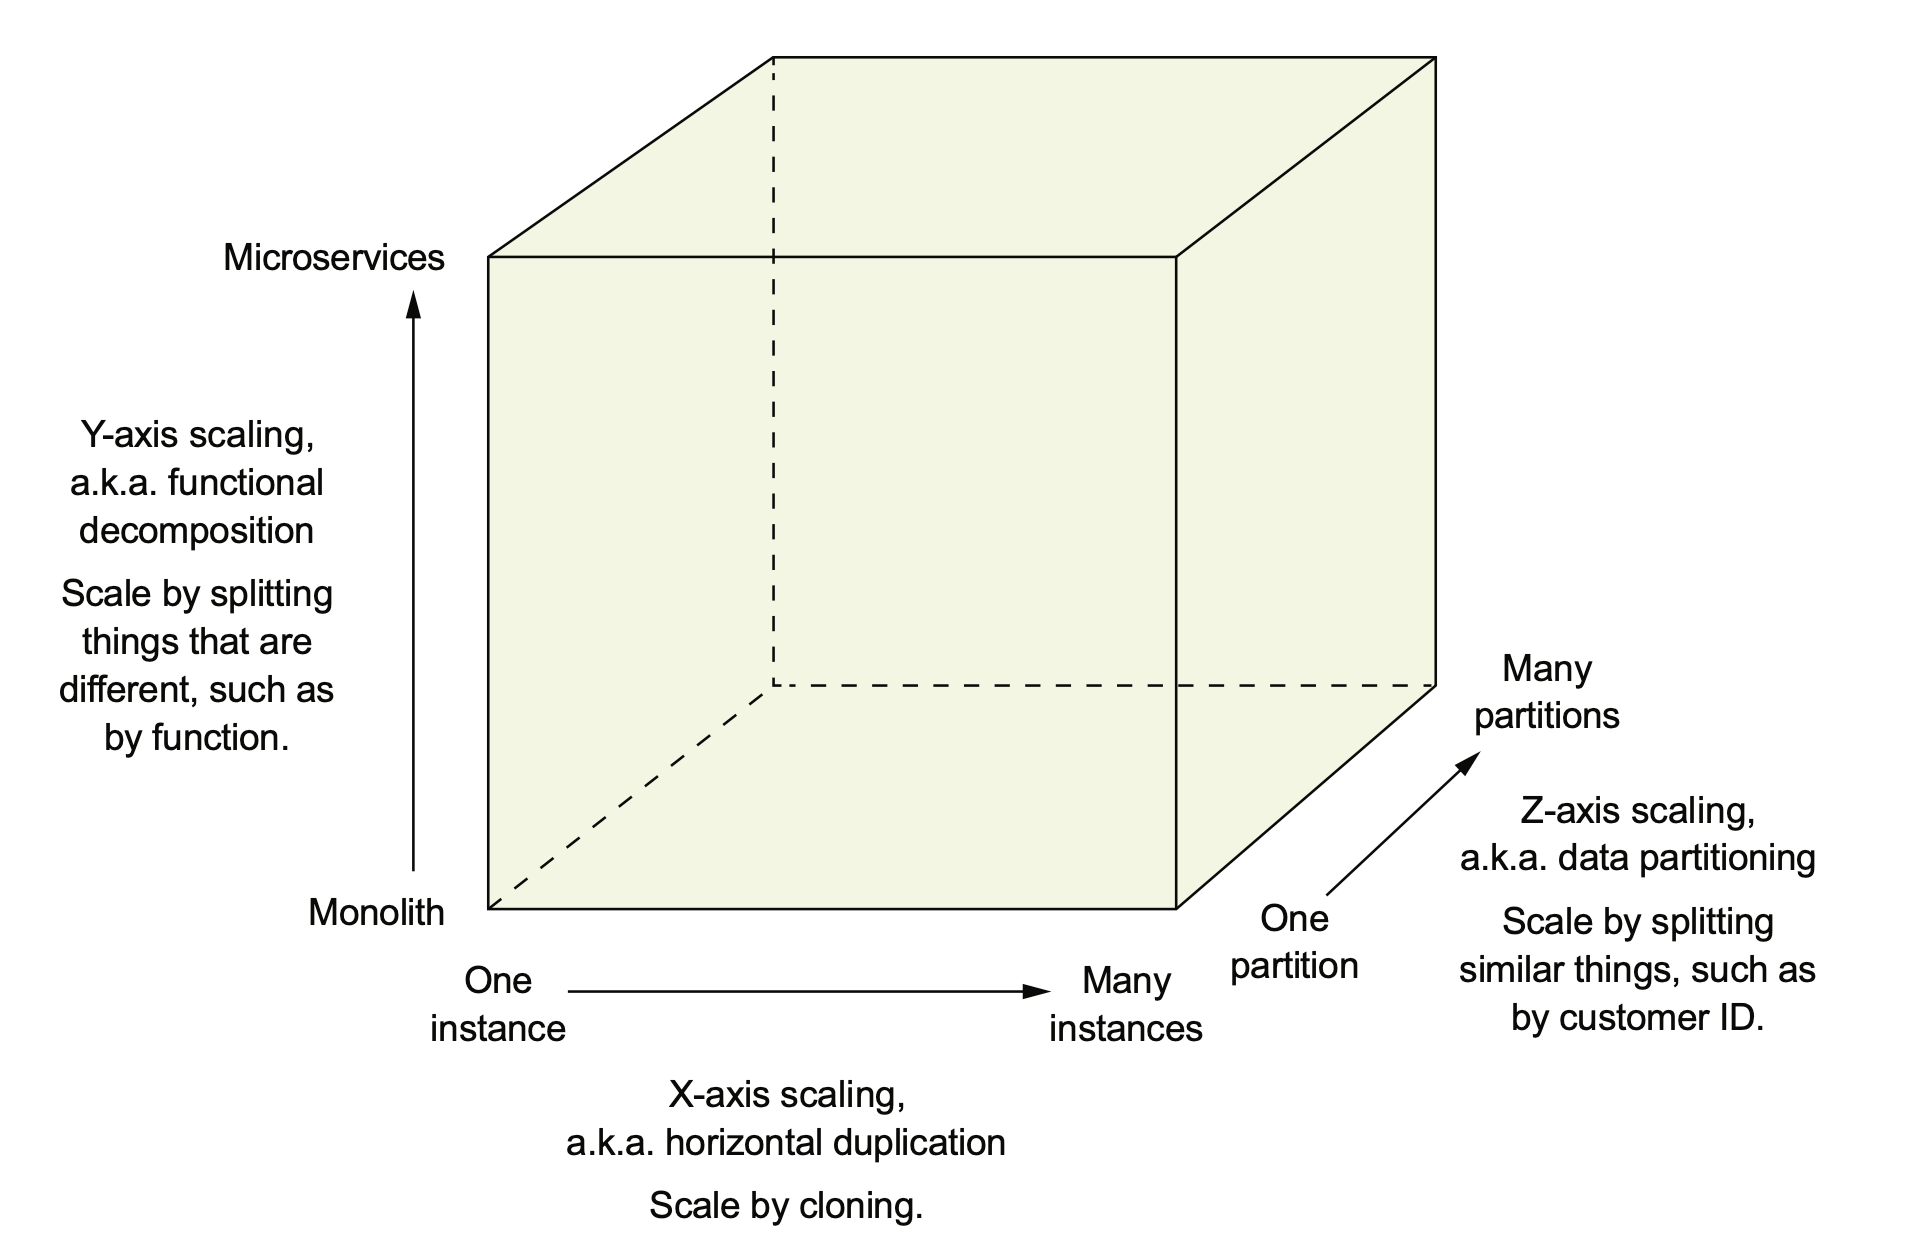 Microservices
Y-axis scaling,
a.k.a. functional
decomposition
Scale by splitting
things that are
different, such as
by function.
Monolith
One
instance
Many
instances
X-axis scaling,
a.k.a. horizontal duplication
Scale by cloning.
One
partition
Many
partitions
Z-axis scaling,
a.k.a. data partitioning
Scale by splitting
similar things, such as
by customer ID.